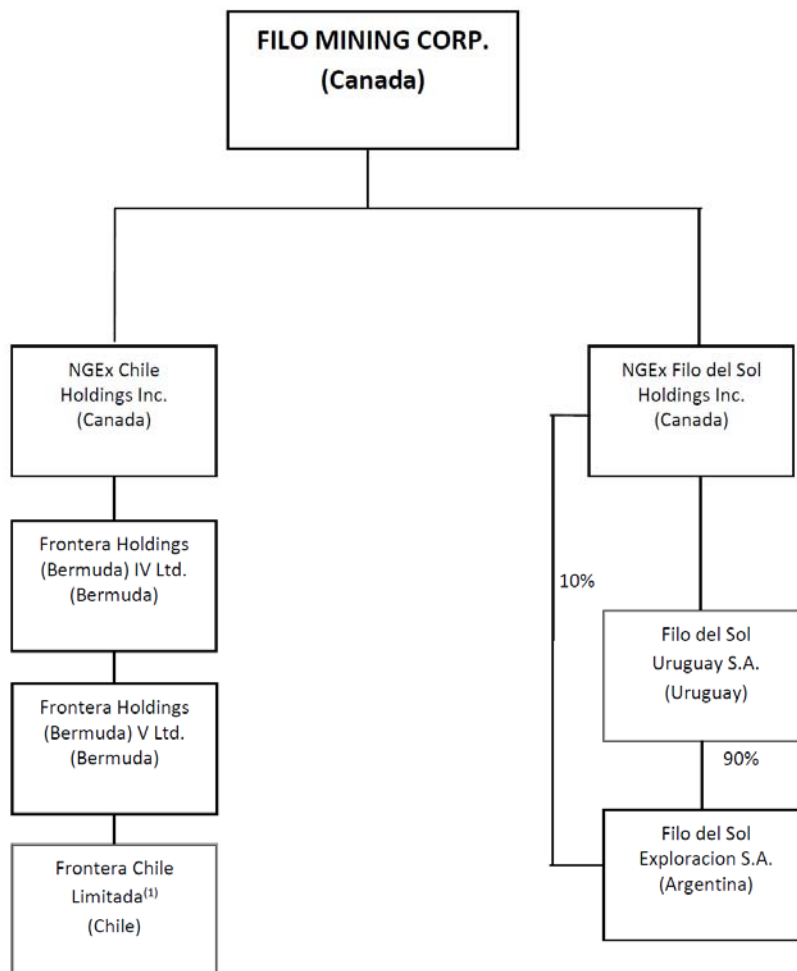 FILO MINING CORP.
(Canada)
NGEx Chile
Holdings Inc.
(Canada)
NGEx Filo del Sol
Holdings Inc.
(Canada)
Frontera Holdings
(Bermuda) IV Ltd.
(Bermuda)
10%
Filo del Sol
Uruguay S.A.
(Uruguay)
Frontera Holdings
(Bermuda) V Ltd.
(Bermuda)
90%
Filo del Sol
Exploracion S.A.
(Argentina)
Frontera Chile
Limitada⁽¹⁾
(Chile)